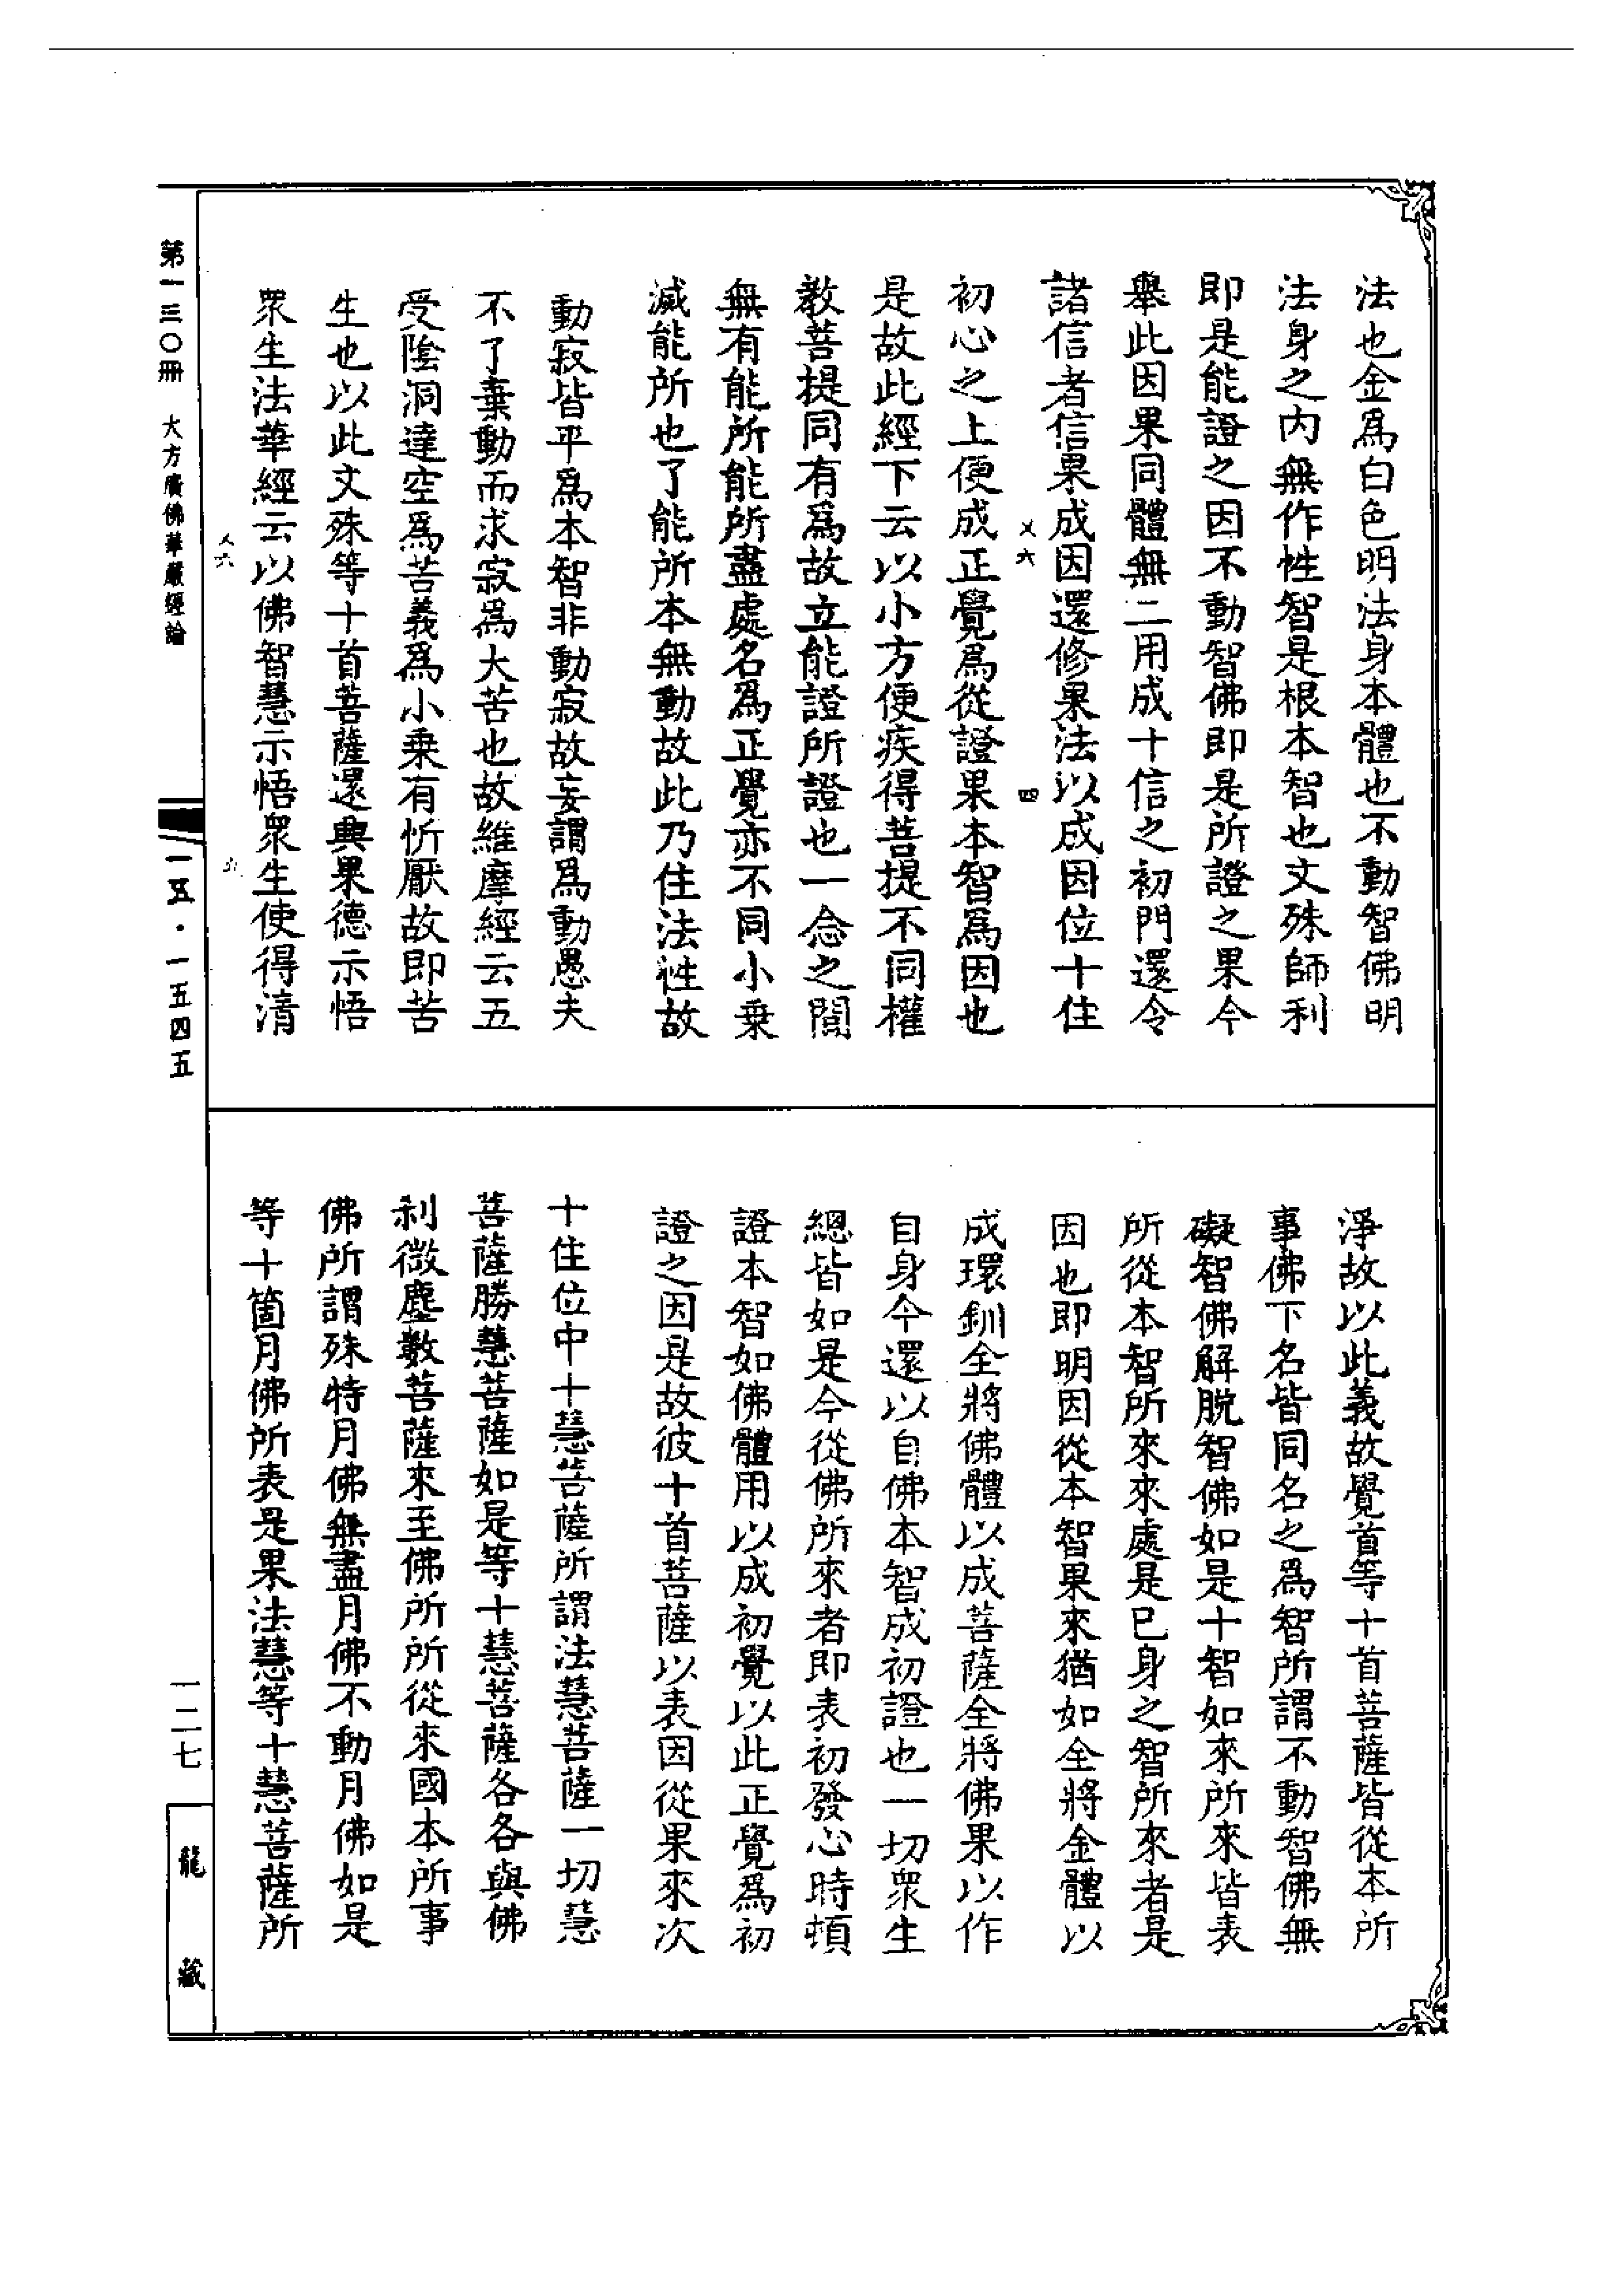 法也金爲白色明法身本體也不動智佛明
法身之内無作性智是根本智也文殊師利
即是能證之因不動智佛即是所證之果今
舉此因果同體無二用成十信之初門還令
諸信者信果成因還修果法以成因位十住
㐅六
四
初心之上便成正覺爲從證果本智爲因也
是故此經下云以小方便疾得菩提不同權
教菩提同有爲故立能證所證也一念之間
無有能所能所盡處名爲正覺亦不同小乗
滅能所也了能所本無動故此乃住法性故
動寂皆平爲本智非動寂故妄謂爲動愚夫
不了棄動而求寂爲大苦也故維摩經云五
受陰洞達空爲苦義爲小乗有忻厭故即苦
生也以此文殊等十首菩薩還與果德示悟
衆生法華經云以佛智慧示悟衆生使得清
㐅六
第一三〇冊
大方廣佛華嚴經論
一五·一五四五
淨故以此義故覺首等十首菩薩皆從本所
事佛下名皆同名之爲智所謂不動智佛無
礙智佛解脫智佛如是十智如來所來皆表
所從本智所來來處是已身之智所來者是
因也即明因從本智果來猶如全將金體以
成環釧全將佛體以成菩薩全將佛果以作
自身今還以自佛本智成初證也一切衆生
總皆如是今從佛所來者即表初發心時頓
證本智如佛體用以成初覺以此正覺爲初
證之因是故彼十首菩薩以表因從果來次
十住位中十慧菩薩所謂法慧菩薩一切慧
菩薩勝慧菩薩如是等十慧菩薩各各與佛
刹微塵數菩薩來至佛所所從來國本所事
佛所謂殊特月佛無盡月佛不動月佛如是
等十箇月佛所表是果法慧等十慧菩薩所
一二七
龍藏